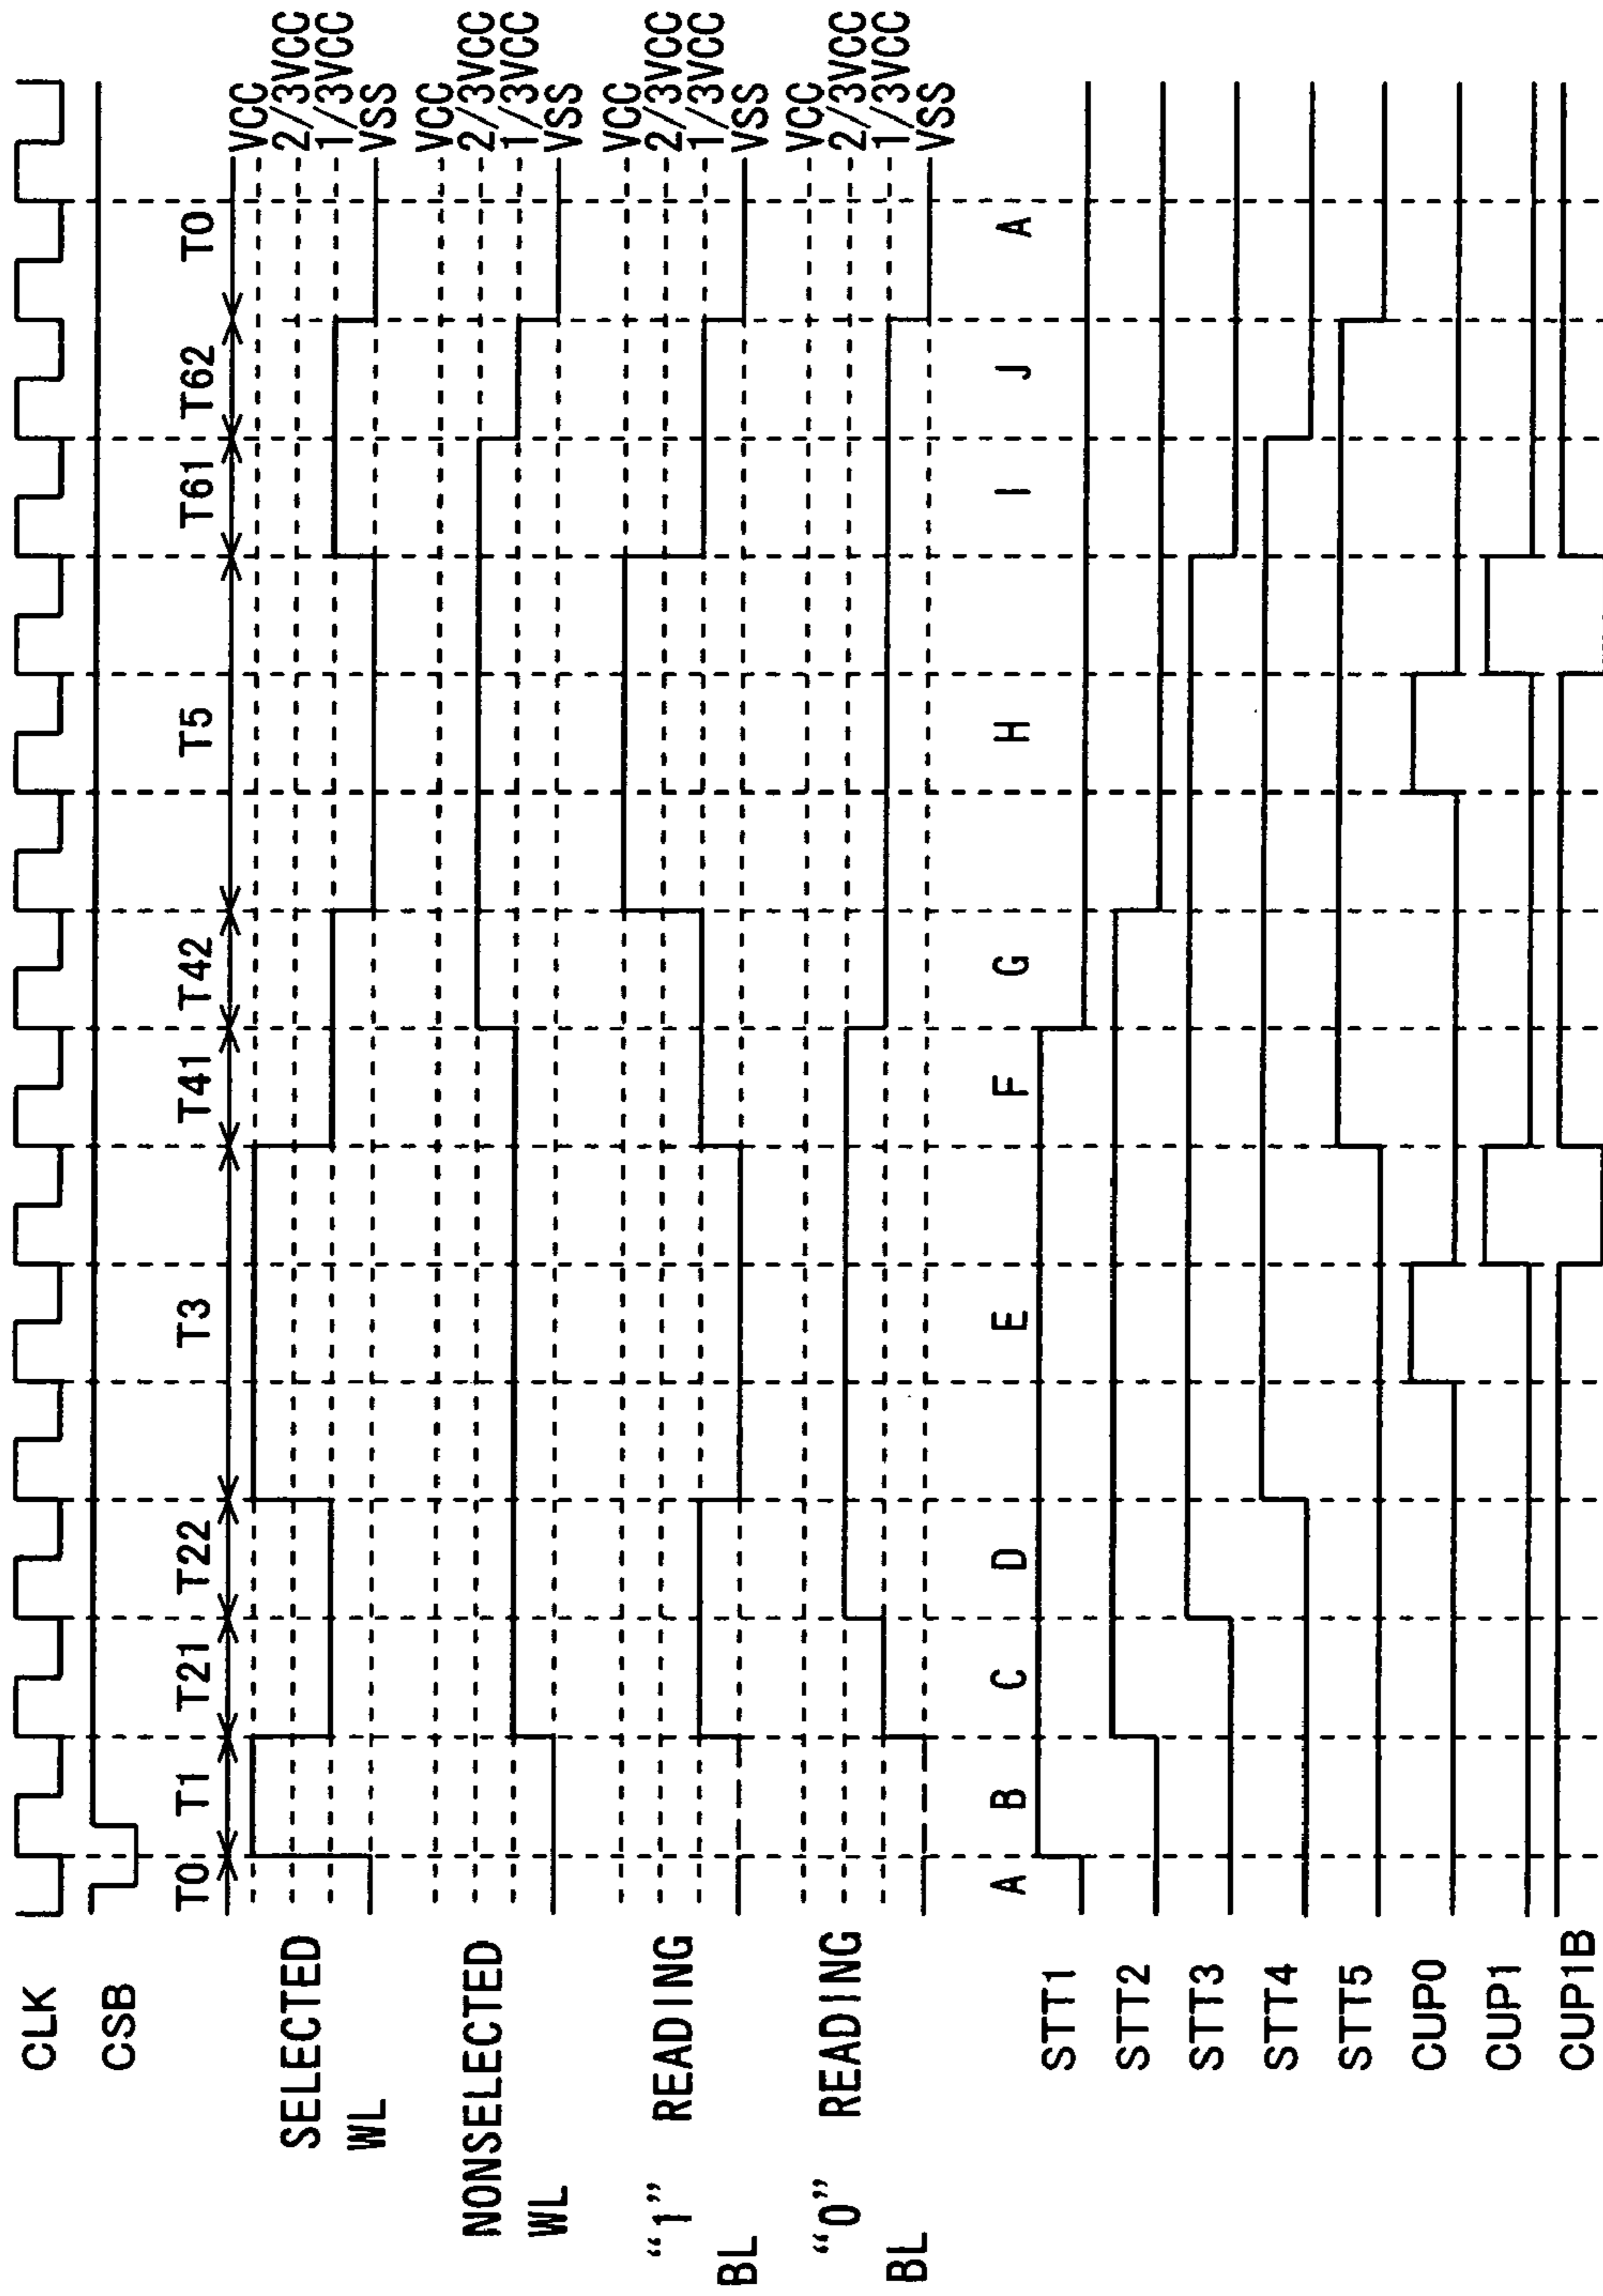 CLK
CSB
T0 T1 T21 T22 T3 T41 T42 T5 T61 T62 T0
SELECTED
WL
VCC
2/3VCC
1/3VCC
VSS
NONSELECTED
WL
VCC
2/3VCC
1/3VCC
VSS
“1” READING
BL
VCC
2/3VCC
1/3VCC
VSS
“0” READING
BL
VCC
2/3VCC
1/3VCC
VSS
A B C D E F G H I J A
STT1
STT2
STT3
STT4
STT5
CUP0
CUP1
CUP1B